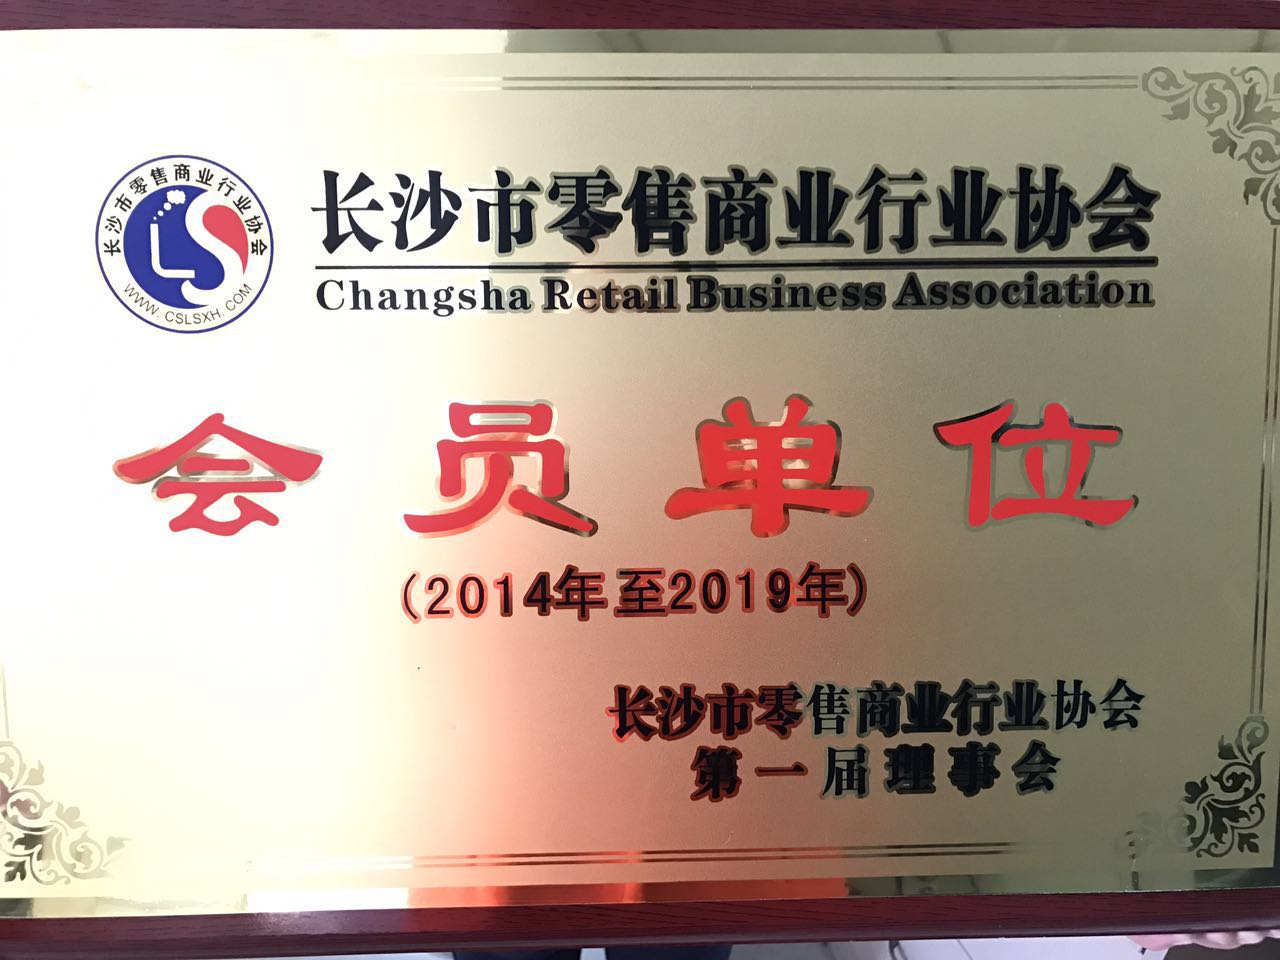 长沙市零售商业行业协会
WWW.CSLSXH.COM
LS
长沙市零售商业行业协会
Changsha Retail Business Association
会员单位
(2014年至2019年)
长沙市零售商业行业协会
第一届理事会